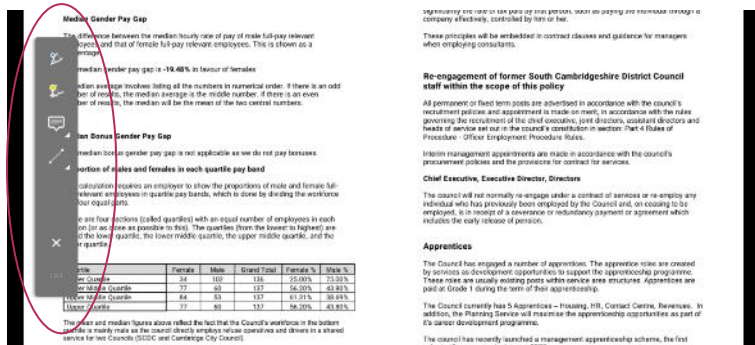 Median Gender Pay Gap
The difference between the median hourly rate of pay of male full-pay relevant
and that of female full-pay relevant employees. This is shown as a
median gender pay gap is -19.48% in favour of females
median average involves listing all the numbers in numerical order. If there is an odd
of results, the median average is the middle number. If there is an even
of results, the median will be the mean of the two central numbers.
Bonus Gender Pay Gap
median bonus gender pay gap is not applicable as we do not pay bonuses.
of males and females in each quartile pay band
calculation requires an employer to show the proportions of male and female full-
relevant employees in quartile pay bands, which is done by dividing the workforce
four equal parts.
are four sections (called quartiles) with an equal number of employees in each
(or as close as possible to this). The quartiles (from the lowest to highest) are
the lower quartile, the lower middle quartile, the upper middle quartile, and the
quartile.
Female Male Grand Total Female % Male %
Quartile 34 102 136 25.00% 75.00%
Middle Quartile 77 60 137 56.20% 43.80%
Middle Quartile 84 53 137 61.31% 38.69%
Upper Quartile 77 60 137 56.20% 43.80%
The mean and median figures above reflect the fact that the Council's workforce in the bottom
is mainly male as the council directly employs refuse operatives and drivers in a shared
service for two Councils (SCDC and Cambridge City Council).
significantly the rate of tax paid by that person, such as paying the individual through a
company effectively, controlled by him or her.
These principles will be embedded in contract clauses and guidance for managers
when employing consultants.
Re-engagement of former South Cambridgeshire District Council
staff within the scope of this policy
All permanent or fixed term posts are advertised in accordance with the council's
recruitment policies and appointment is made on merit, in accordance with the rules
governing the recruitment of the chief executive, joint directors, assistant directors and
heads of service set out in the council's constitution in section: Part 4 Rules of
Procedure - Officer Employment Procedure Rules.
Interim management appointments are made in accordance with the council's
procurement policies and the provisions for contract for services.
Chief Executive, Executive Director, Directors
The council will not normally re-engage under a contract of services or re-employ any
individual who has previously been employed by the Council and, on ceasing to be
employed, is in receipt of a severance or redundancy payment or agreement which
includes the early release of pension.
Apprentices
The Council has engaged a number of apprentices. The apprentice roles are created
by services as development opportunities to support the apprenticeship programme.
These roles are usually existing posts within service area structures. Apprentices are
paid at Grade 1 during the term of their apprenticeship.
The Council currently has 5 Apprentices – Housing, HR, Contact Centre, Revenues. In
addition, the Planning Service will maximise the apprenticeship opportunities as part of
it's career development programme.
The council has recently launched a management apprenticeship scheme, the first